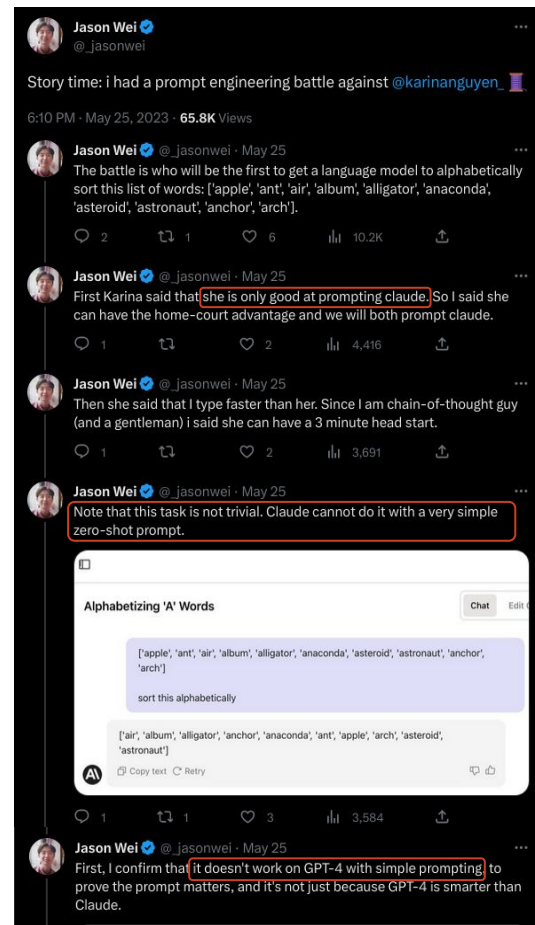 Jason Wei
@_jasonwei
Story time: i had a prompt engineering battle against @karinanguyen_ 🧵
6:10 PM · May 25, 2023 · 65.8K Views
Jason Wei @_jasonwei · May 25
The battle is who will be the first to get a language model to alphabetically
sort this list of words: ['apple', 'ant', 'air', 'album', 'alligator', 'anaconda',
'asteroid', 'astronaut', 'anchor', 'arch'].
2 1 6 10.2K
Jason Wei @_jasonwei · May 25
First Karina said that she is only good at prompting claude. So I said she
can have the home-court advantage and we will both prompt claude.
1 2 4,416
Jason Wei @_jasonwei · May 25
Then she said that I type faster than her. Since I am chain-of-thought guy
(and a gentleman) i said she can have a 3 minute head start.
1 2 3,691
Jason Wei @_jasonwei · May 25
Note that this task is not trivial. Claude cannot do it with a very simple
zero-shot prompt.
Alphabetizing 'A' Words
Chat Edit
['apple', 'ant', 'air', 'album', 'alligator', 'anaconda', 'asteroid', 'astronaut', 'anchor',
'arch']
sort this alphabetically
['air', 'album', 'alligator', 'anchor', 'anaconda', 'ant', 'apple', 'arch', 'asteroid',
'astronaut']
Copy text Retry
1 1 3 3,584
Jason Wei @_jasonwei · May 25
First, I confirm that it doesn't work on GPT-4 with simple prompting, to
prove the prompt matters, and it's not just because GPT-4 is smarter than
Claude.